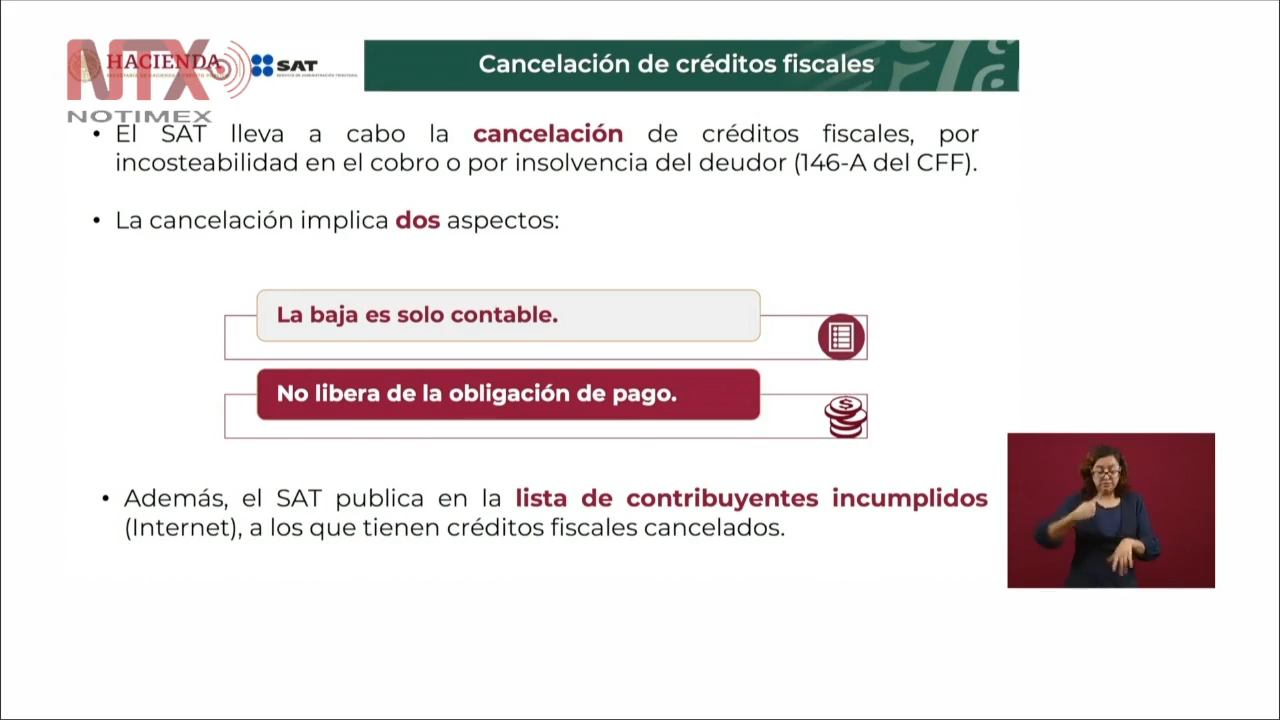 NTX
NOTIMEX
HACIENDA
SAT
Cancelación de créditos fiscales
• El SAT lleva a cabo la cancelación de créditos fiscales, por
incosteabilidad en el cobro o por insolvencia del deudor (146-A del CFF).
• La cancelación implica dos aspectos:
La baja es solo contable.
No libera de la obligación de pago.
$
• Además, el SAT publica en la lista de contribuyentes incumplidos
(Internet), a los que tienen créditos fiscales cancelados.